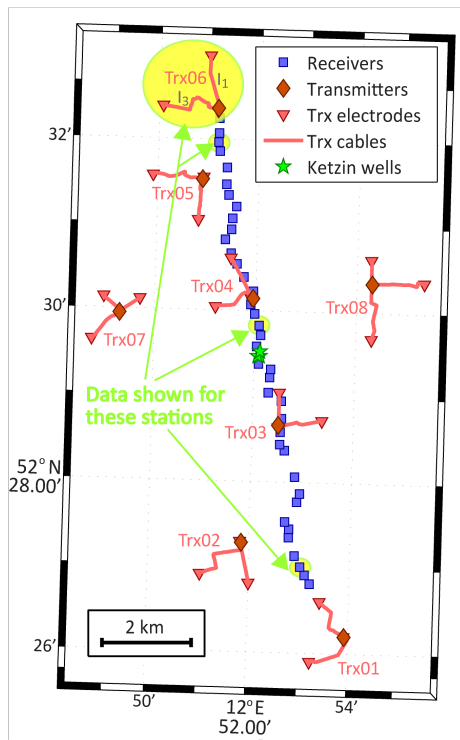 Receivers
Transmitters
Trx electrodes
Trx cables
Ketzin wells
Trx06
I1
I3
32’
Trx05
Trx04
30’
Trx08
Trx07
Data shown for
these stations
Trx03
52° N
28.00’
Trx02
2 km
26’
Trx01
50’
12°E
54’
52.00’